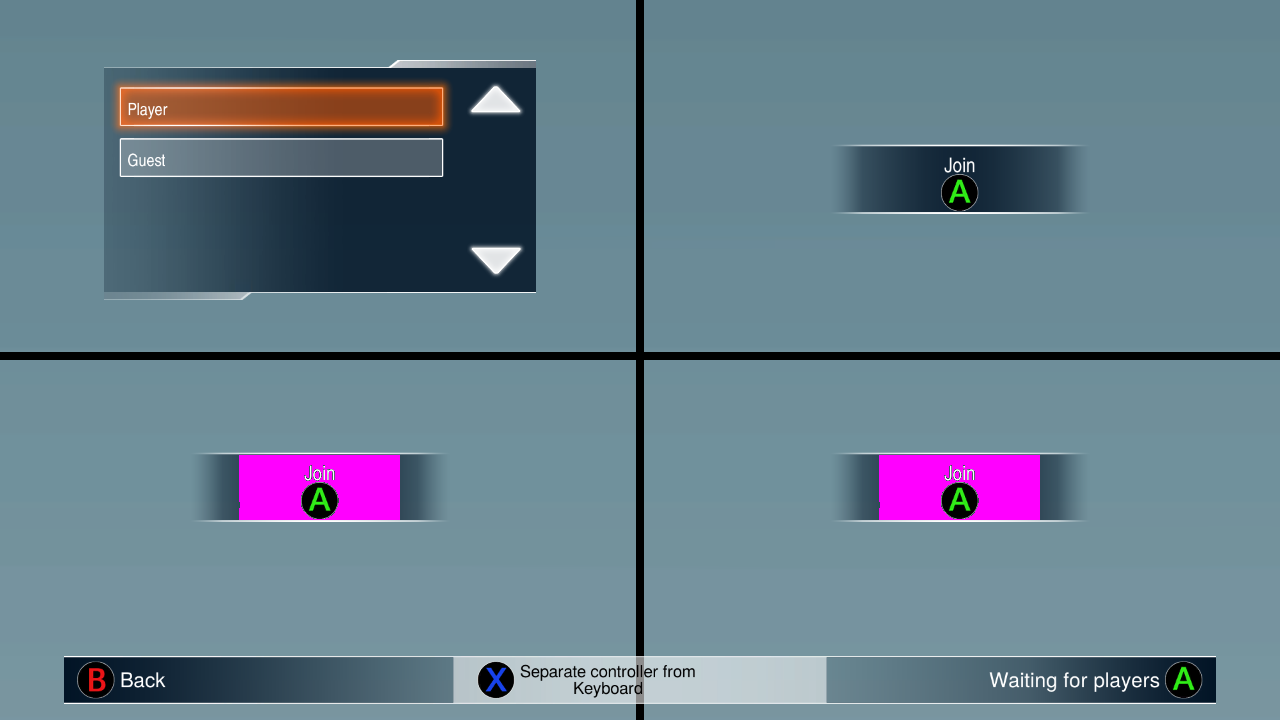 Player
Guest
Join
A
Join
A
Join
A
B Back
X Separate controller from
Keyboard
Waiting for players A